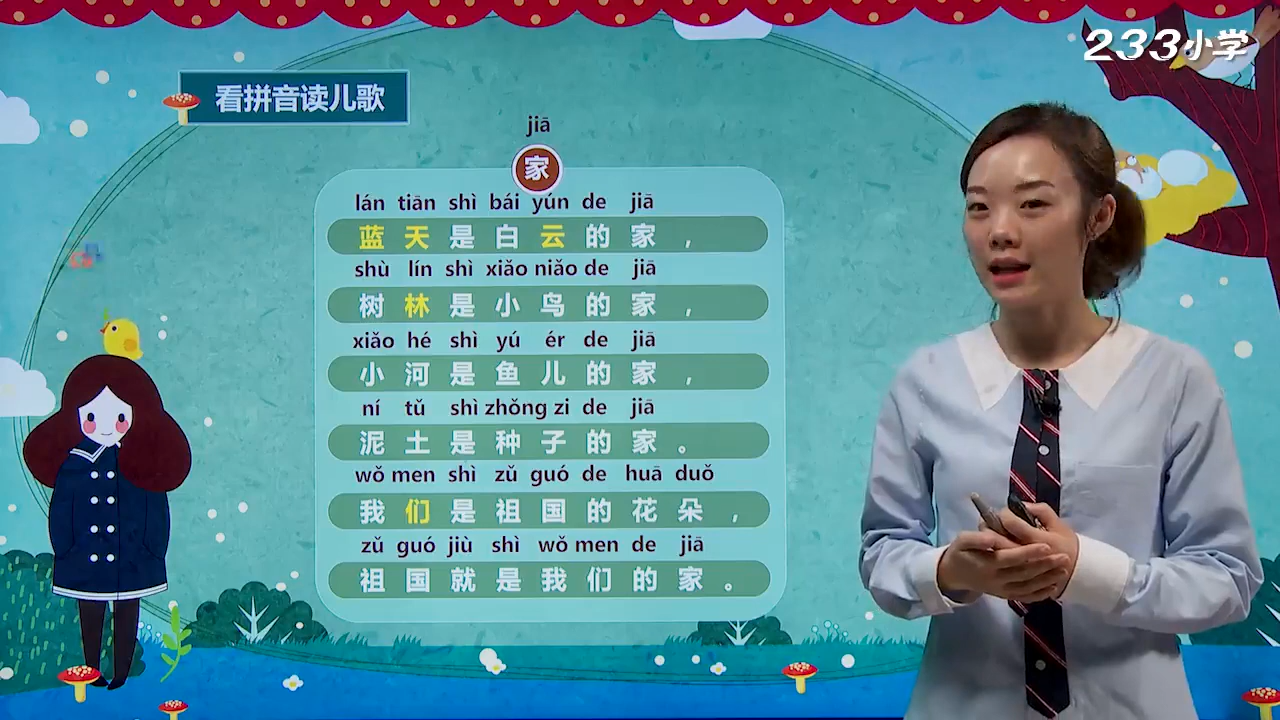 233小学
看拼音读儿歌
jiā
家
lán tiān shì bái yún de jiā
蓝天是白云的家，
shù lín shì xiǎo niǎo de jiā
树林是小鸟的家，
xiǎo hé shì yú ér de jiā
小河是鱼儿的家，
ní tǔ shì zhǒng zi de jiā
泥土是种子的家。
wǒ men shì zǔ guó de huā duǒ
我们是祖国的花朵，
zǔ guó jiù shì wǒ men de jiā
祖国就是我们的家。